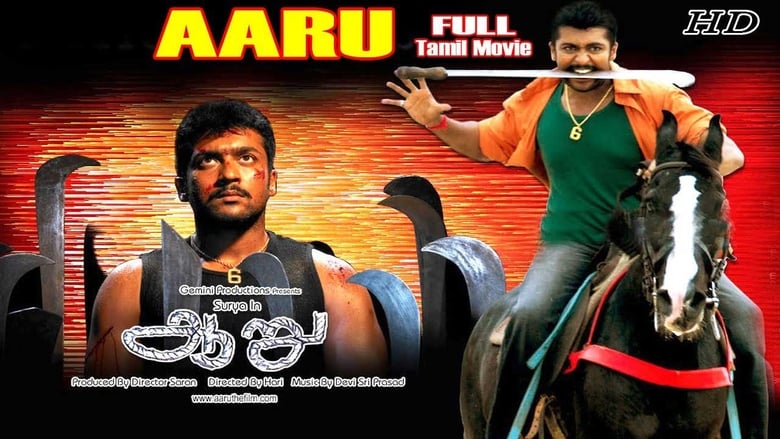 AARU
FULL
Tamil Movie
HD
6
6
Gemini Productions Presents
Surya In
ஆறு
Produced By Director Saran Directed By Hari Music By Devi Sri Prasad
www.aaruthefilm.com